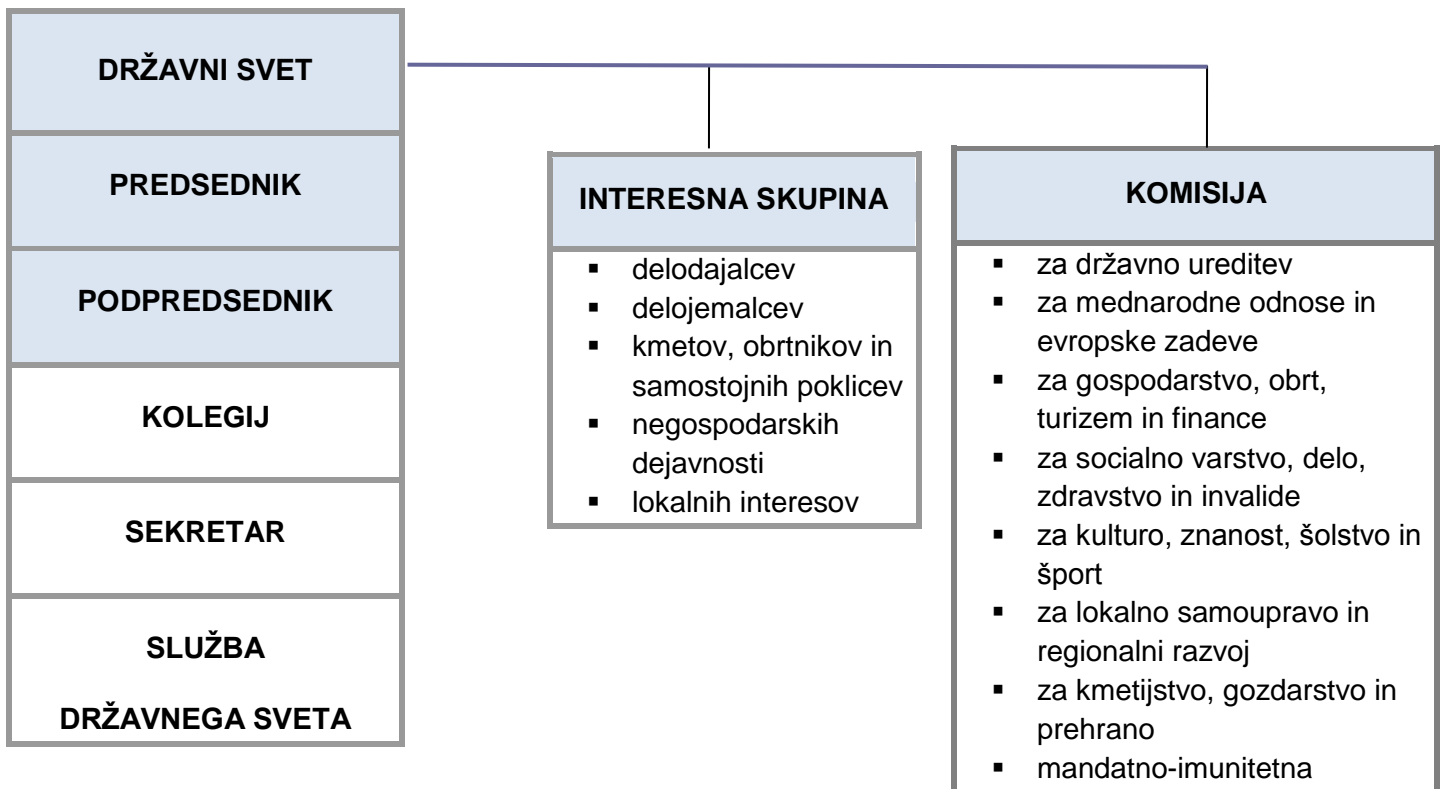 DRŽAVNI SVET
PREDSEDNIK
PODPREDSEDNIK
KOLEGIJ
SEKRETAR
SLUŽBA
DRŽAVNEGA SVETA
INTERESNA SKUPINA
▪ delodajalcev
▪ delojemalcev
▪ kmetov, obrtnikov in
samostojnih poklicev
▪ negospodarskih
dejavnosti
▪ lokalnih interesov
KOMISIJA
▪ za državno ureditev
▪ za mednarodne odnose in
evropske zadeve
▪ za gospodarstvo, obrt,
turizem in finance
▪ za socialno varstvo, delo,
zdravstvo in invalide
▪ za kulturo, znanost, šolstvo in
šport
▪ za lokalno samoupravo in
regionalni razvoj
▪ za kmetijstvo, gozdarstvo in
prehrano
▪ mandatno-imunitetna